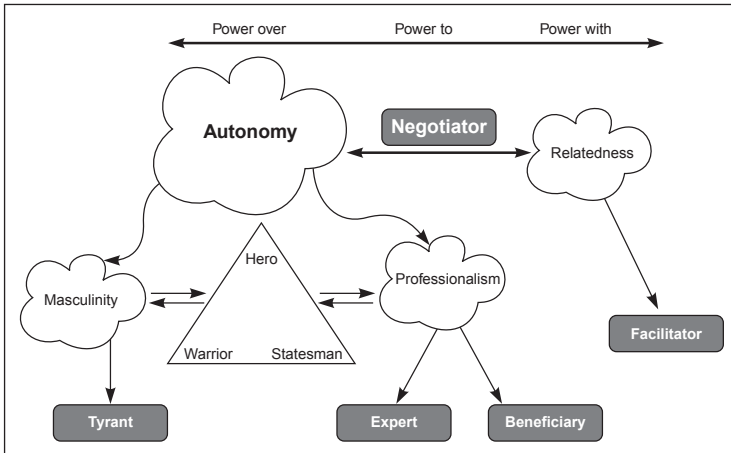 Power over Power to Power with
Autonomy
Negotiator
Relatedness
Hero
Professionalism
Masculinity
Warrior Statesman
Facilitator
Tyrant
Expert
Beneficiary